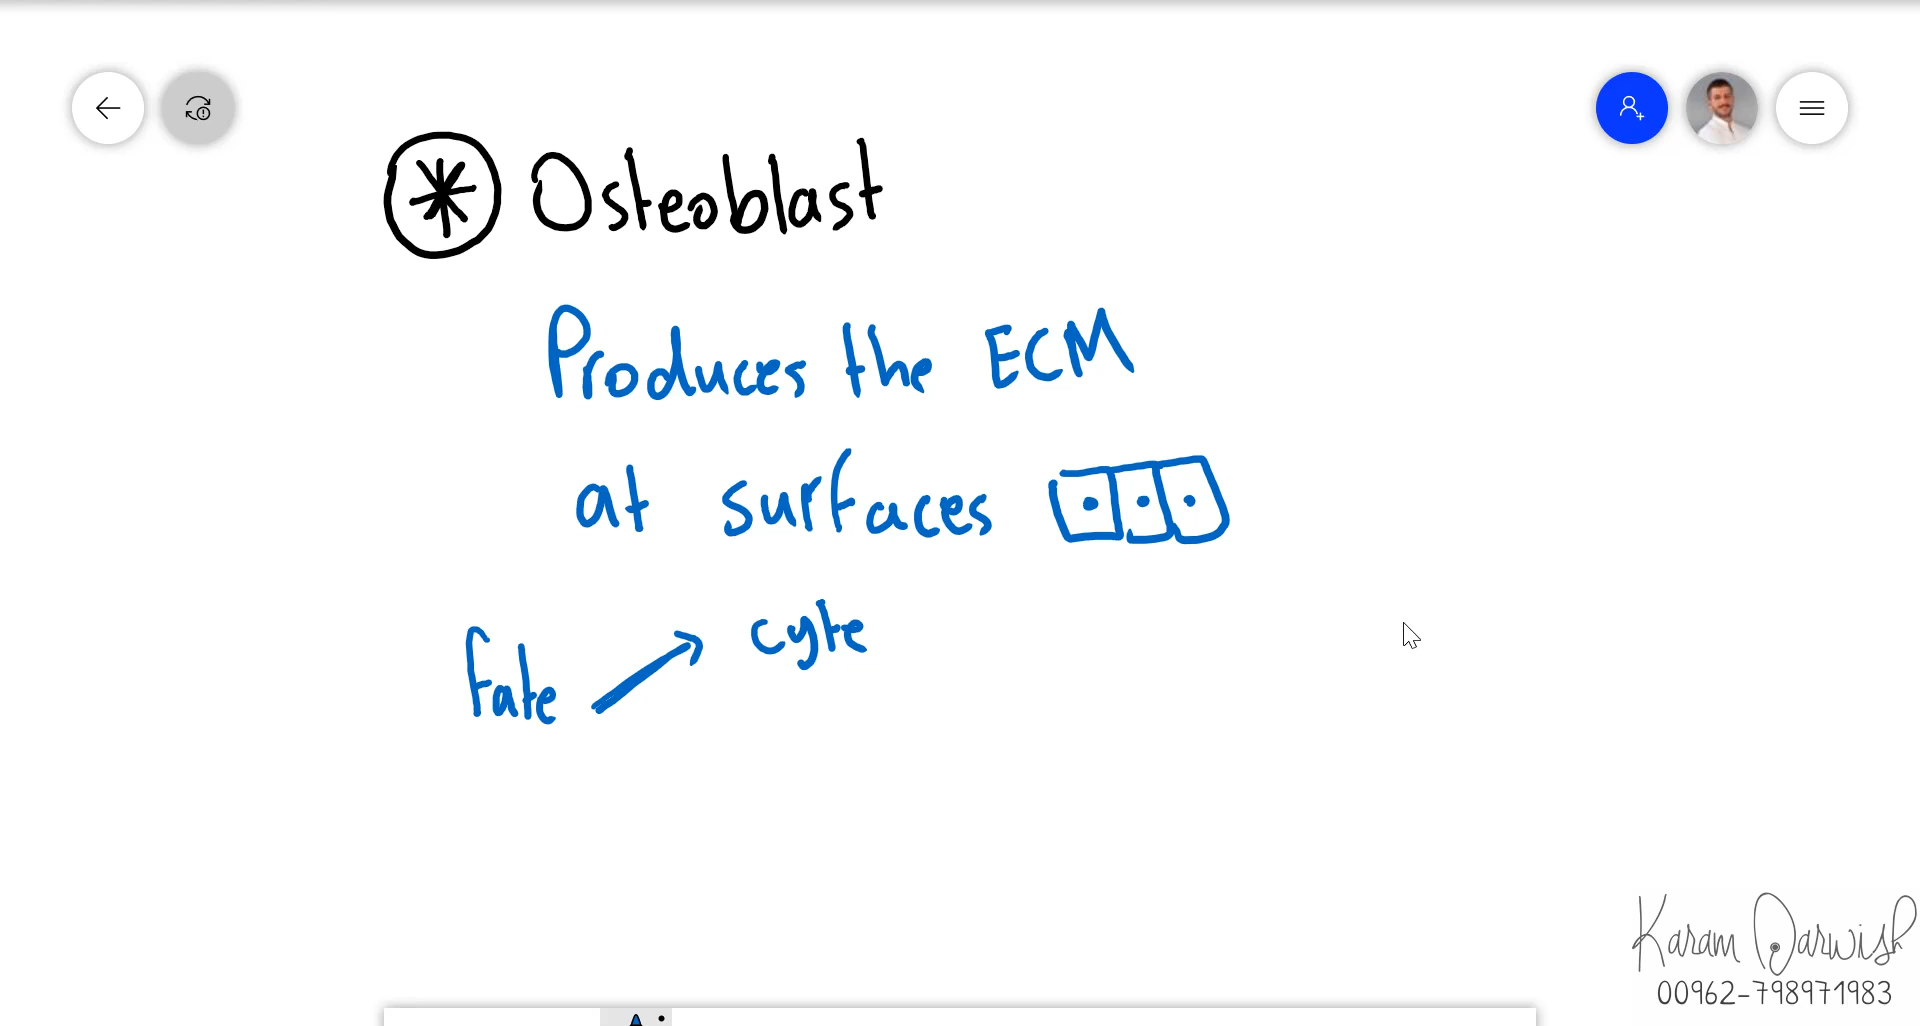 Osteoblast
Produces the ECM
at surfaces
fate → cyte
Karam Darwish
00962-798971983